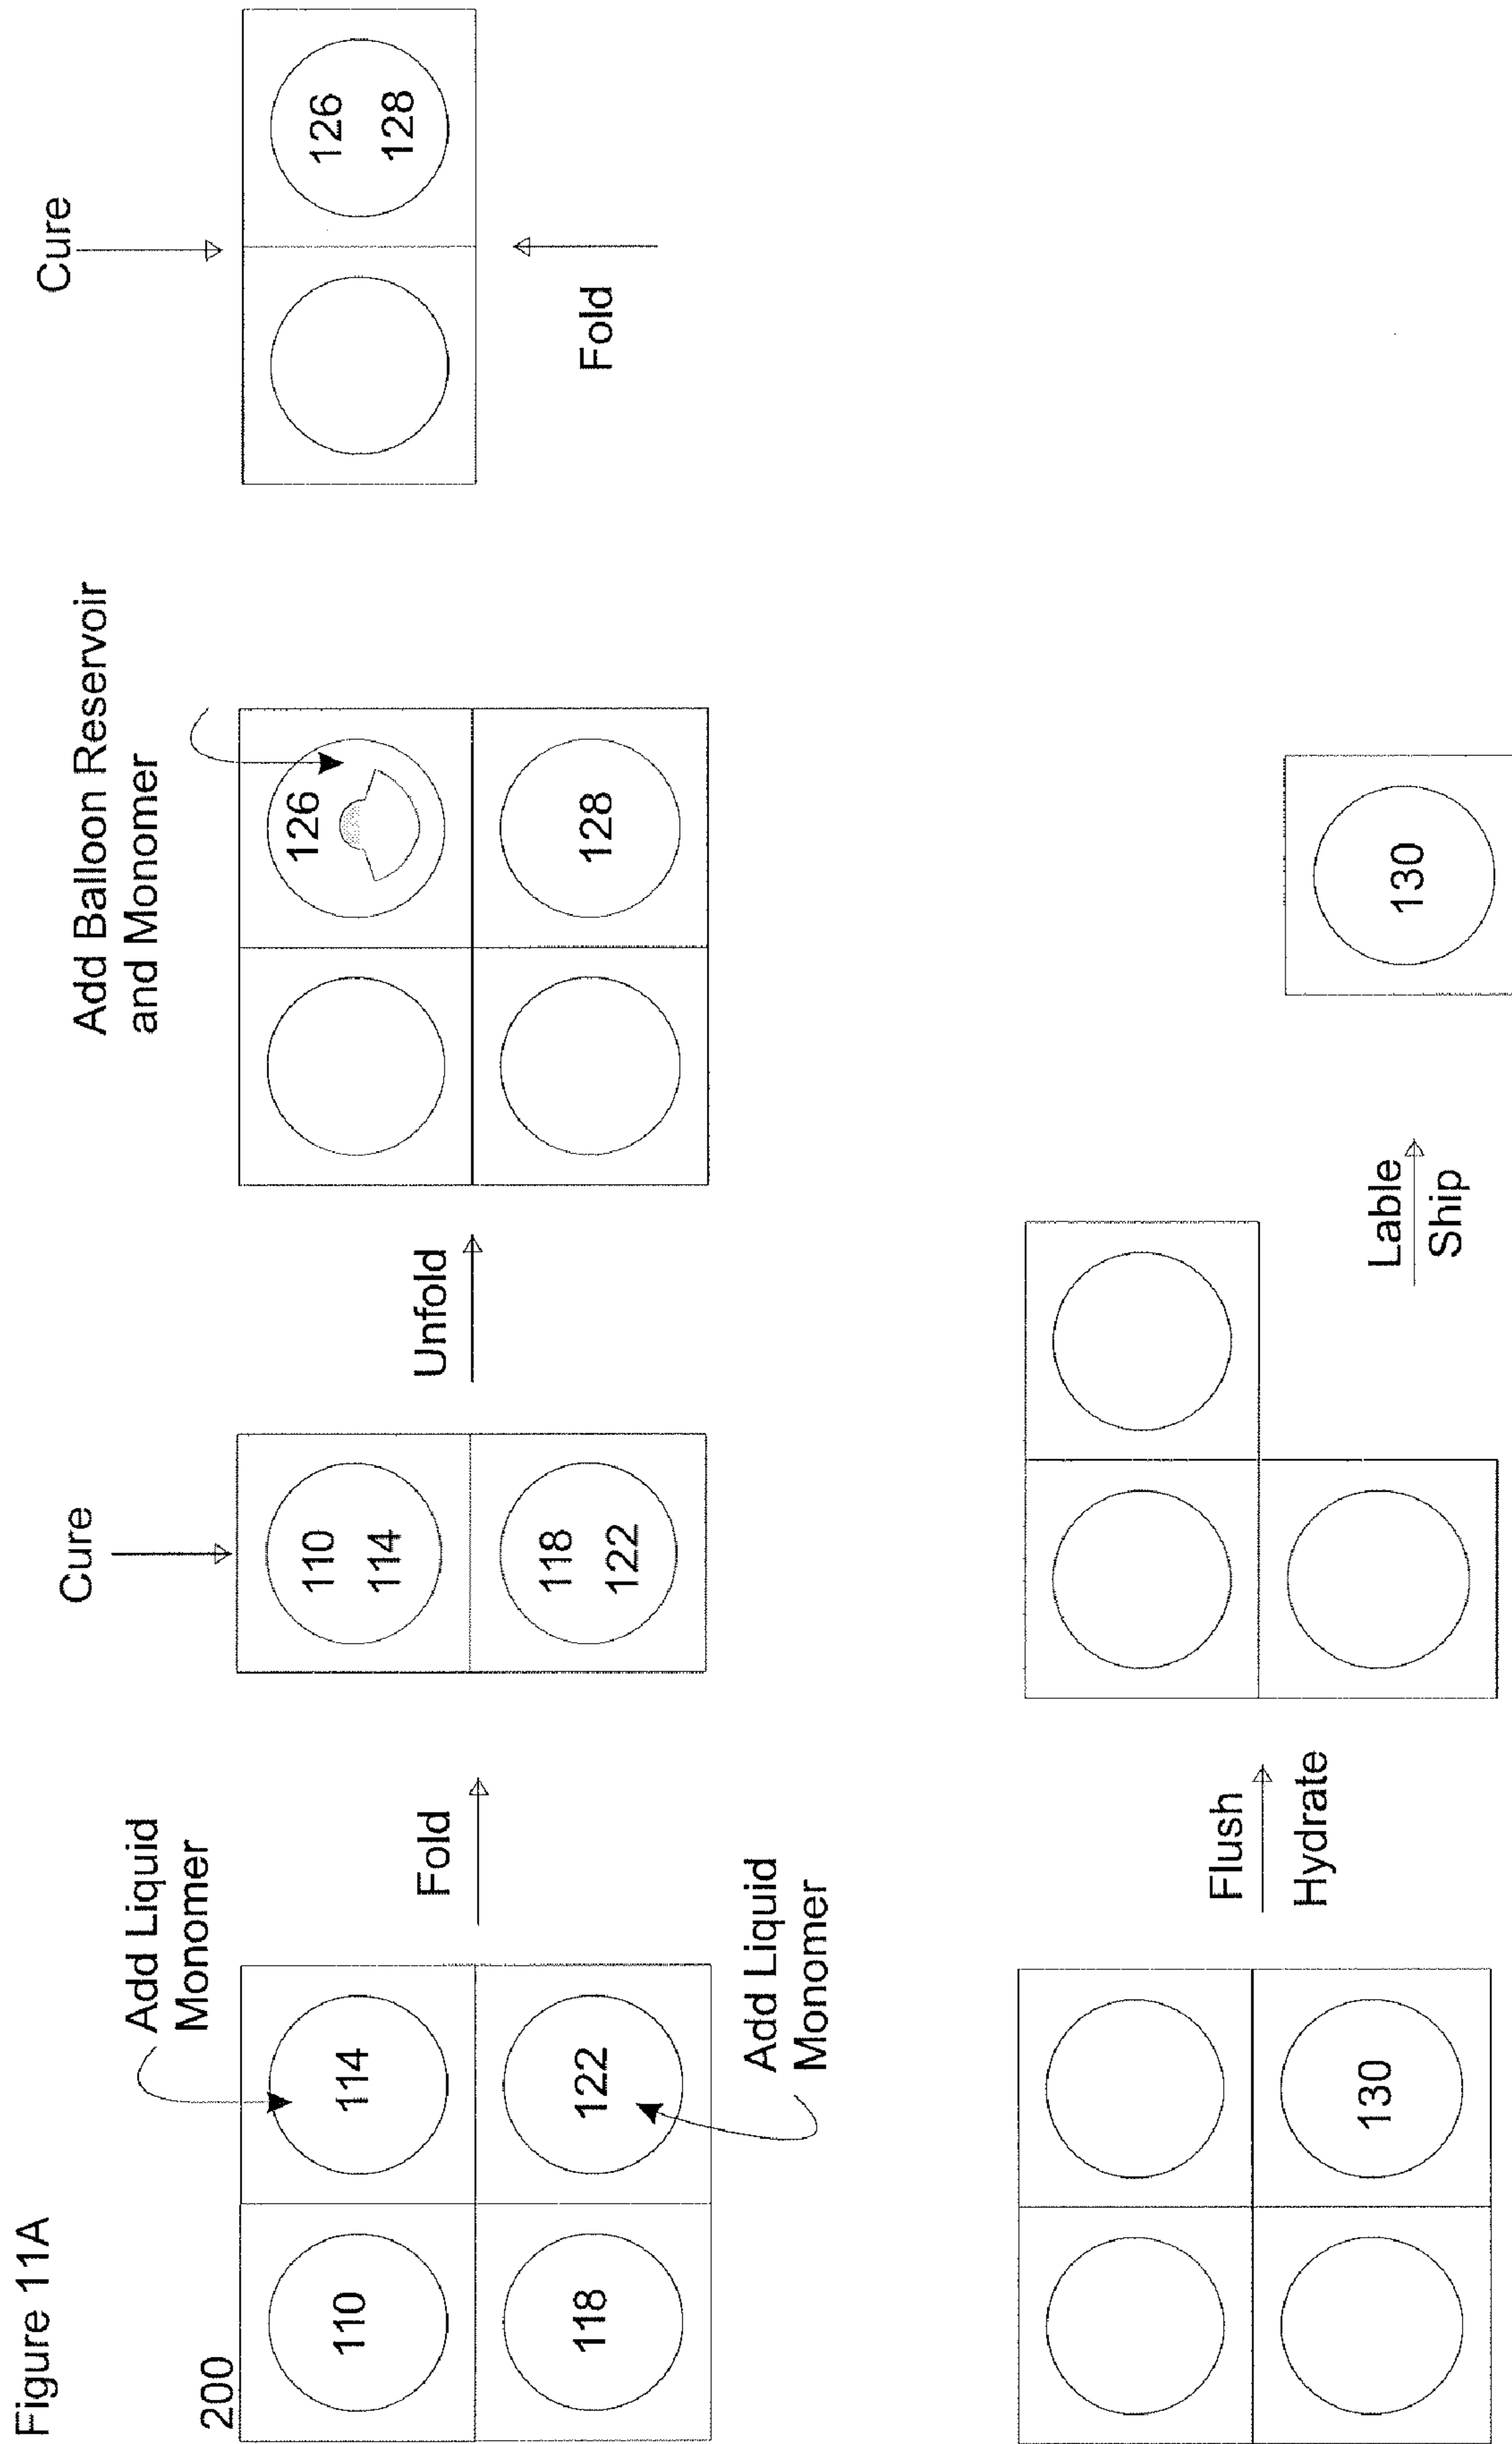 Figure 11A
200
Add Liquid
Monomer
110
114
118
122
Add Liquid
Monomer
Fold
Cure
110
114
118
122
Unfold
Add Balloon Reservoir
and Monomer
126
128
Cure
126
128
Fold
130
Flush
Hydrate
Lable
Ship
130